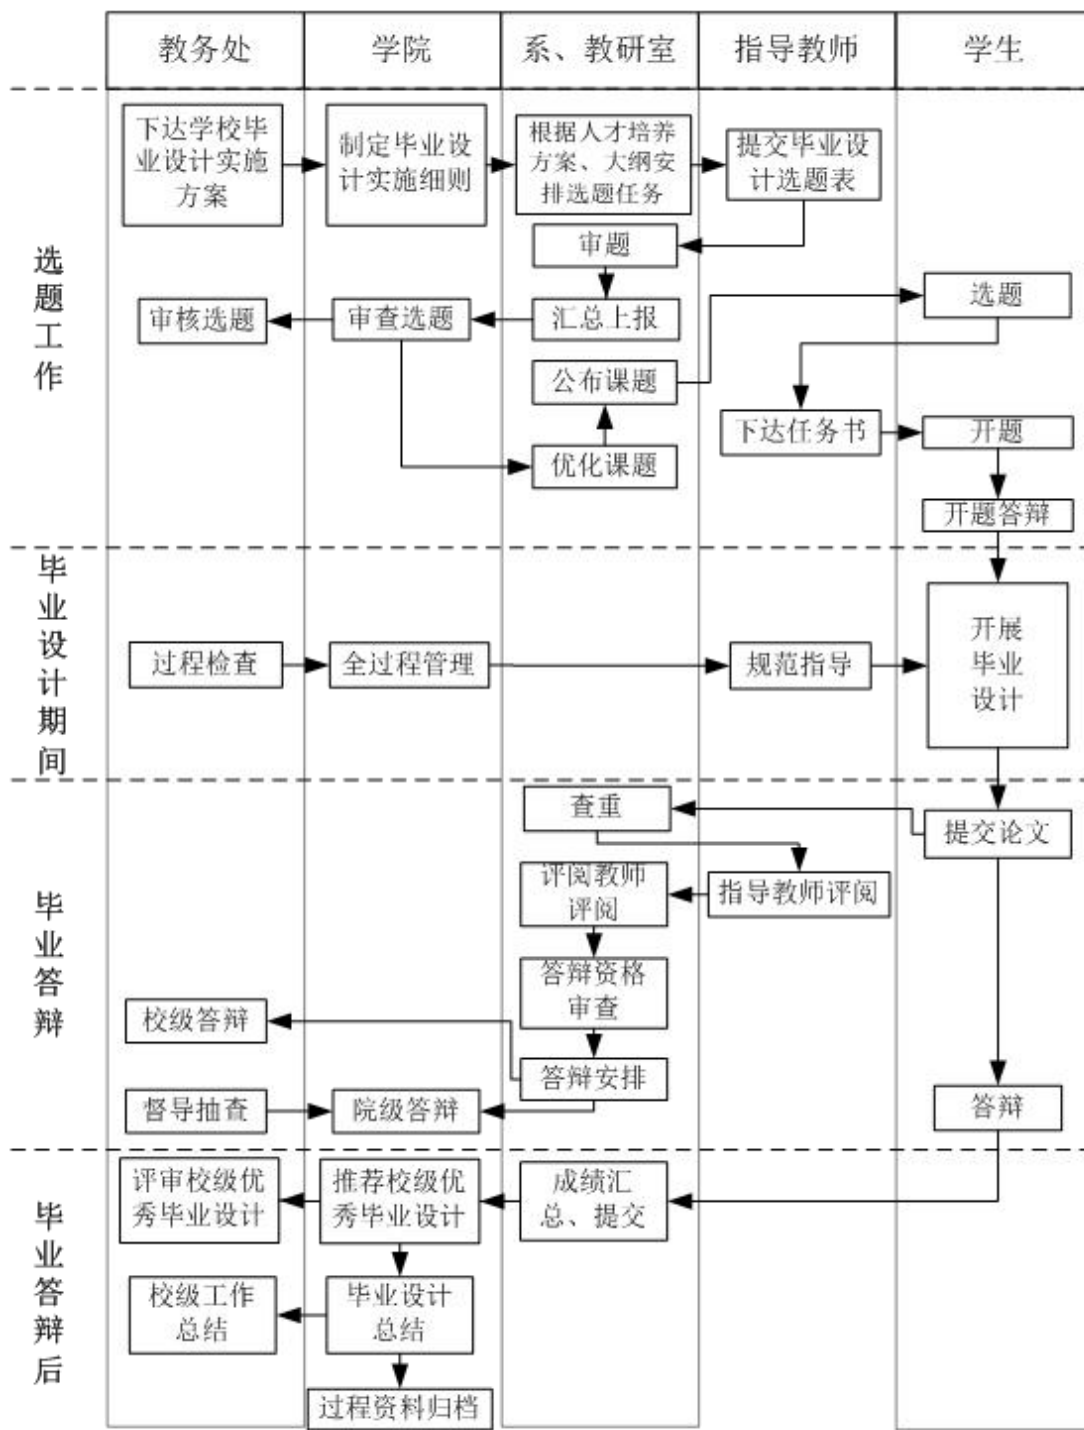 教务处
学院
系、教研室
指导教师
学生
选题工作
下达学校毕
业设计实施
方案
制定毕业设
计实施细则
根据人才培养
方案、大纲安
排选题任务
提交毕业设
计选题表
审题
选题
审核选题
审查选题
汇总上报
公布课题
下达任务书
开题
优化课题
开题答辩
毕业设计期间
过程检查
全过程管理
规范指导
开展
毕业
设计
毕业答辩
查重
提交论文
评阅教师
评阅
指导教师评阅
答辩资格
审查
校级答辩
答辩安排
督导抽查
院级答辩
答辩
毕业答辩后
评审校级优
秀毕业设计
推荐校级优
秀毕业设计
成绩汇
总、提交
校级工作
总结
毕业设计
总结
过程资料归档